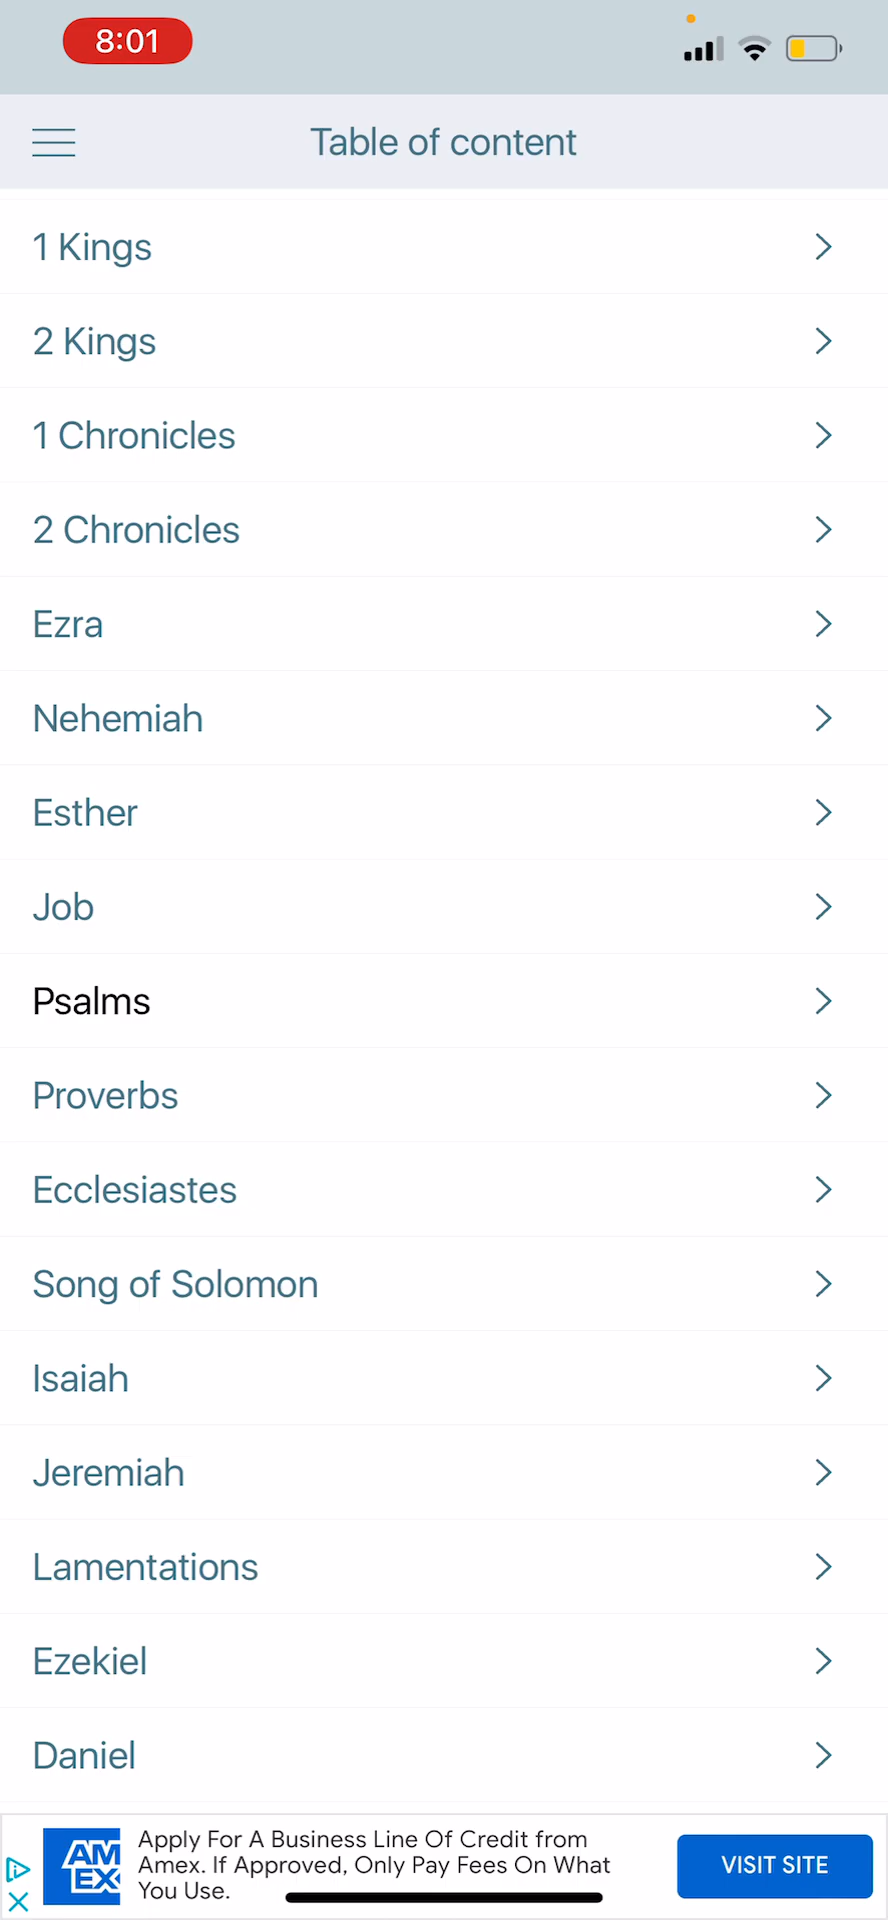 8:01
Table of content
1 Kings
2 Kings
1 Chronicles
2 Chronicles
Ezra
Nehemiah
Esther
Job
Psalms
Proverbs
Ecclesiastes
Song of Solomon
Isaiah
Jeremiah
Lamentations
Ezekiel
Daniel
AM
EX
Apply For A Business Line Of Credit from
Amex. If Approved, Only Pay Fees On What
You Use.
VISIT SITE